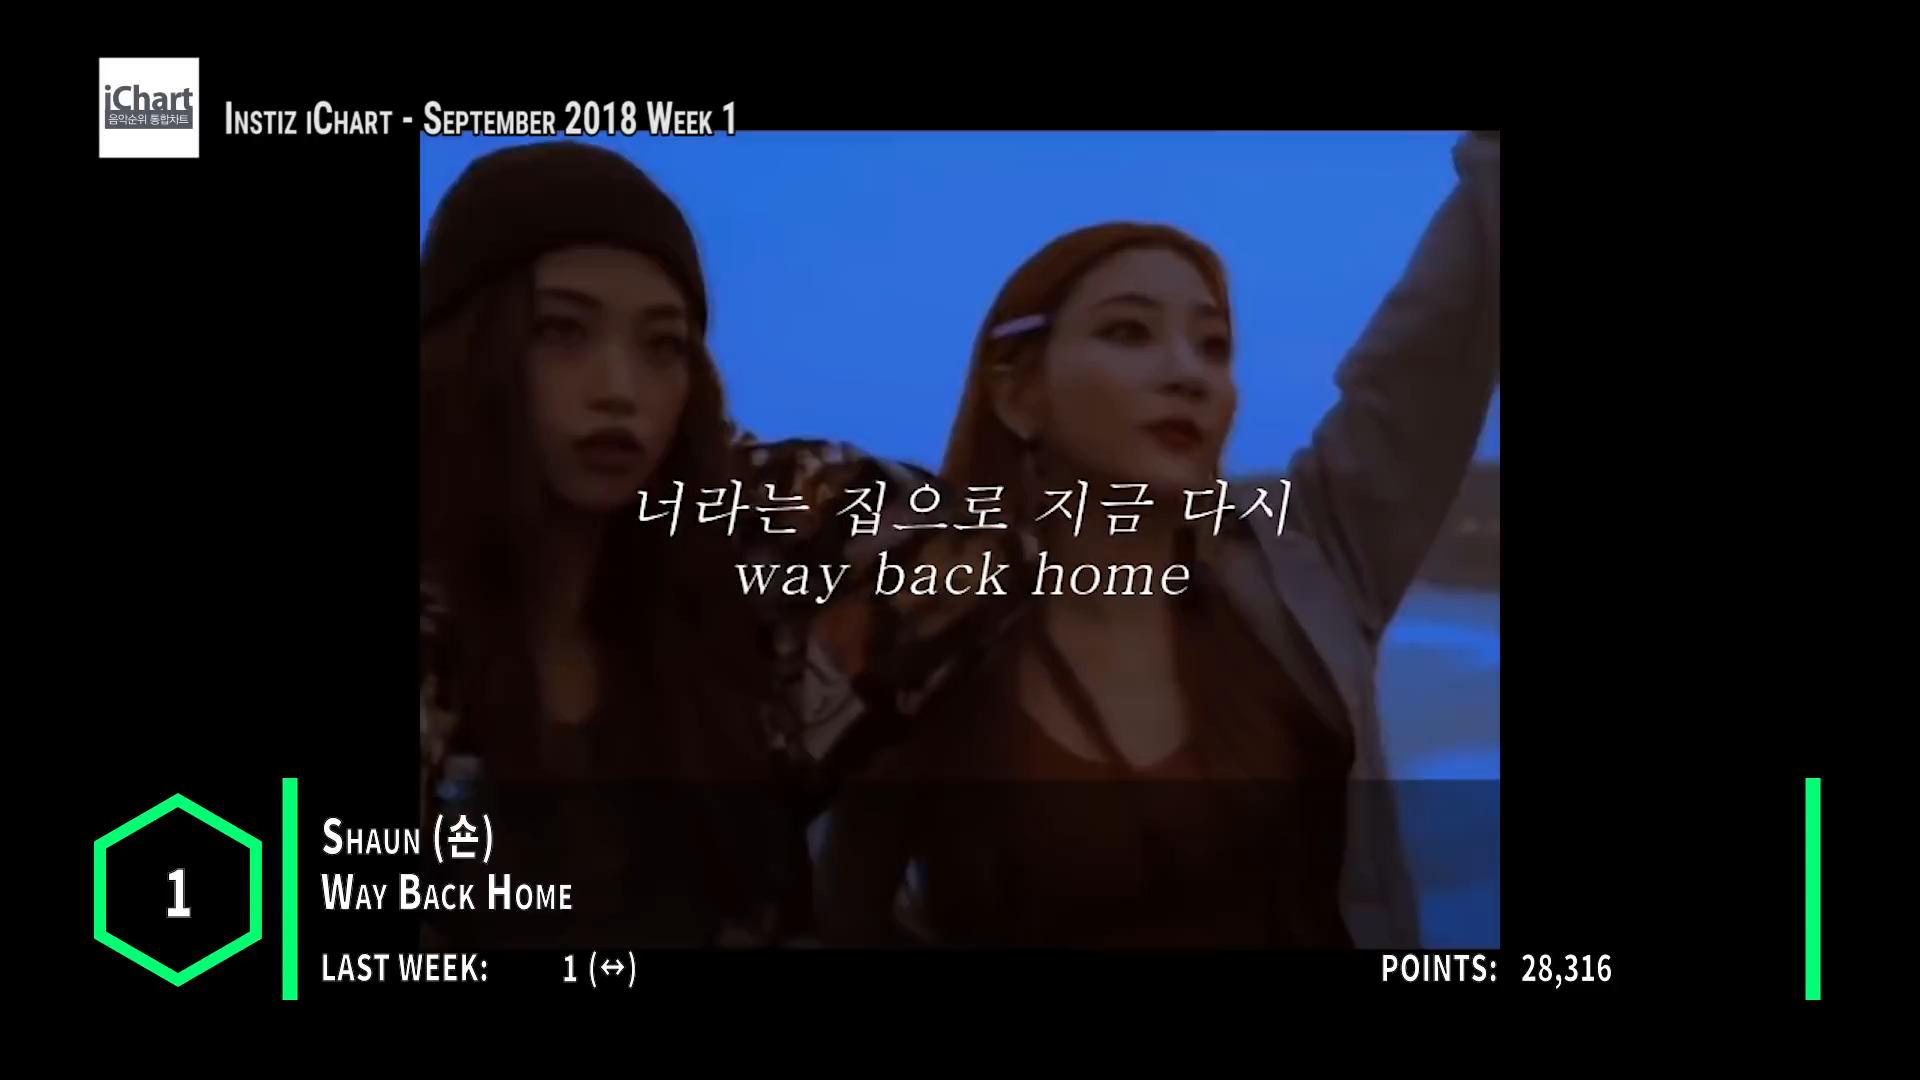 iChart
음악순위 통합차트
Instiz iChart - September 2018 Week 1
너라는 집으로 지금 다시
way back home
1
Shaun (숀)
Way Back Home
LAST WEEK: 1 (↔)
POINTS: 28,316